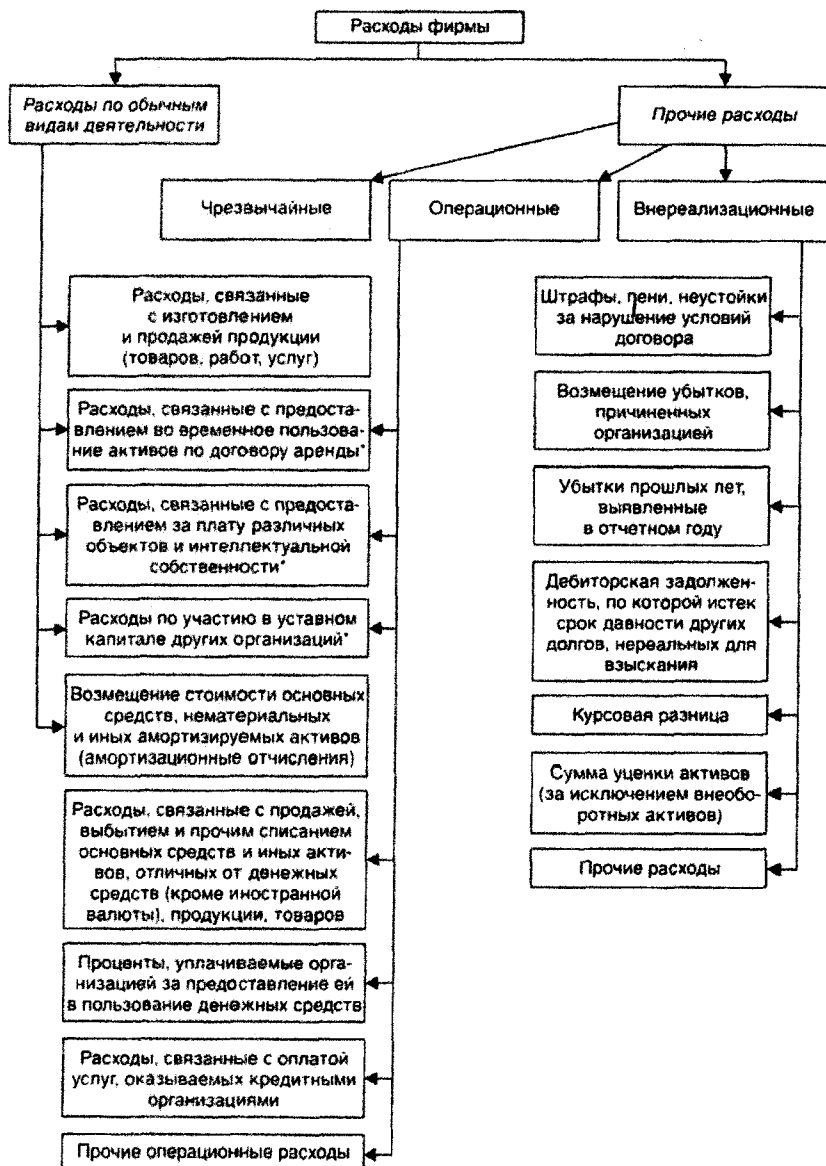 Расходы фирмы
Расходы по обычным
видам деятельности
Прочие расходы
Чрезвычайные
Операционные
Внереализационные
Расходы, связанные
с изготовлением
и продажей продукции
(товаров, работ, услуг)
Расходы, связанные с предоста-
влением во временное пользова-
ние активов по договору аренды*
Расходы, связанные с предоста-
влением за плату различных
объектов и интеллектуальной
собственности*
Расходы по участию в уставном
капитале других организаций*
Возмещение стоимости основных
средств, нематериальных
и иных амортизируемых активов
(амортизационные отчисления)
Расходы, связанные с продажей,
выбытием и прочим списанием
основных средств и иных акти-
вов, отличных от денежных
средств (кроме иностранной
валюты), продукции, товаров
Проценты, уплачиваемые орга-
низацией за предоставление ей
в пользование денежных средств
Расходы, связанные с оплатой
услуг, оказываемых кредитными
организациями
Прочие операционные расходы
Штрафы, пени, неустойки
за нарушение условий
договора
Возмещение убытков,
причиненных
организацией
Убытки прошлых лет,
выявленные
в отчетном году
Дебиторская задолжен-
ность, по которой истек
срок давности других
долгов, нереальных для
взыскания
Курсовая разница
Сумма уценки активов
(за исключением внеобо-
ротных активов)
Прочие расходы